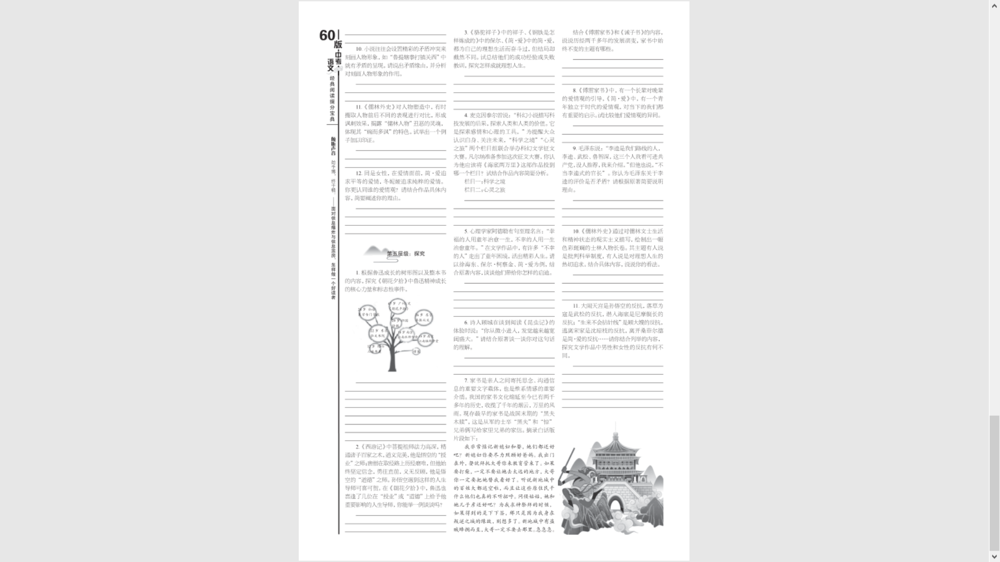 60
版·中考·
语文
经典阅读提分宝典
倾听声音
始于博，终于精。——面对信息爆炸与信息茧房，怎样做一个好读者
10. 小说往往会设置精彩的矛盾冲突来
刻画人物形象，如“鲁提辖拳打镇关西”中
就有矛盾的呈现。请说出矛盾缘由，并分析
对刻画人物形象的作用。
11.《儒林外史》对人物塑造中，有时
攫取人物前后不同的表现进行对比，形成
讽刺效果，揭露“儒林人物”丑恶的灵魂，
体现其“婉而多讽”的特色。试举出一个例
子加以印证。
12. 同是女性，在爱情面前，简·爱追
求平等的爱情，冬妮娅追求纯粹的爱情。
你更认同谁的爱情观？请结合作品具体内
容，简要阐述你的理由。
第五层级：探究
1. 根据鲁迅成长的树形图以及整本书
的内容，探究《朝花夕拾》中鲁迅精神成长
的核心力量和标志性事件。
2.《西游记》中菩提祖师法力高深，精
通诸子百家之术，道义完美，他是悟空的“授
业”之师；唐僧在取经路上历经磨难，但他始
终坚定信念，勇往直前，义无反顾，他是悟
空的“道德”之师。孙悟空遇到这样的人生
导师可喜可贺。在《朝花夕拾》中，鲁迅也
喜逢了几位在“授业”或“道德”上给予他
重要影响的人生导师，你能举一例谈谈吗？
3.《骆驼祥子》中的祥子、《钢铁是怎
样炼成的》中的保尔、《简·爱》中的简·爱，
都为自己的理想生活而奋斗过，但结局却
截然不同。试总结他们的成功经验或失败
教训，探究怎样成就理想人生。
4. 麦克因泰尔曾说：“科幻小说描写科
技发展的后果，探索人类和人类的价值。它
是探索感情和心理的工具。”为提醒大众
认识自身、关注未来，“科学之境”“心灵
之旅”两个栏目组联合举办科幻文学征文
大赛。凡尔纳准备参加这次征文大赛，你认
为他应该将《海底两万里》这部作品投到
哪一个栏目？试结合作品内容简要分析。
栏目一：科学之境
栏目二：心灵之旅
5. 心理学家阿德勒有句至理名言：“幸
福的人用童年治愈一生，不幸的人用一生
治愈童年。”在文学作品中，有许多“不幸
的人”走出了童年困境，活出精彩人生。请
以徐海东、保尔·柯察金、简·爱为例，结
合原著内容，谈谈他们带给你怎样的启迪。
6. 诗人顾城在谈到阅读《昆虫记》的
体验时说：“你从微小进入，发觉越来越宽
阔盛大。”请结合原著谈一谈你对这句话
的理解。
7. 家书是亲人之间寄托思念、沟通信
息的重要文字载体，也是维系情感的重要
介质。我国的家书文化绵延至今已有两千
多年的历史，收揽了千年的烟云，万里的风
雨。现存最早的家书是战国末期的“黑夫
木牍”，这是从军的士卒“黑夫”和“惊”
兄弟俩写给家里兄弟的家信。摘录白话版
片段如下：
我非常惦记新媳妇和婴，她们都还好
吧？新媳妇你要尽力照顾好爸妈。我出门
在外，婴就拜托大哥你来教育管束了。如果
要打柴，一定不要让她去太远的地方，大哥
你一定要把她替我看好了。听说新地城中
的百姓大都逃空啦，而且让这些原住民干
什么他们也真的不听招呼。问候姑姑，她和
她儿子彦还好吧？为我求神祭拜的时候，
如果得到的是下下签，那只是因为我身在
叛逆之城的缘故，别想多了。新地城中有盗
贼蜂拥而至，大哥一定不要去那里。急急急。
结合《傅雷家书》和《诫子书》的内容，
说说历经两千多年的发展演变，家书中始
终不变的主题有哪些。
8.《傅雷家书》中，有一个长辈对晚辈
的爱情观的引导，《简·爱》中，有一个青
年独立于时代的爱情观，对当下的我们都
有重要的启示。试比较他们爱情观的异同。
9. 毛泽东说：“李逵是我们路线的人，
李逵、武松、鲁智深，这三个人我看可进共
产党，没人推荐，我来介绍。”但他也说，“不
当李逵式的官长”。你认为毛泽东关于李
逵的评价是否矛盾？请根据原著简要说明
理由。
10.《儒林外史》通过对儒林文士生活
和精神状态的现实主义描写，绘制出一幅
色彩斑斓的士林人物长卷。其主题有人说
是批判科举制度，有人说是对理想人生的
热切追求。结合具体内容，说说你的看法。
11. 大闹天宫是孙悟空的反抗，落草为
寇是武松的反抗，潜入海底是尼摩艇长的
反抗；“生来不会拈针线”是顾大嫂的反抗，
逃离宋家是沈琼枝的反抗，离开桑菲尔德
是简·爱的反抗……请你结合列举的内容，
探究文学作品中男性和女性的反抗有何不
同。